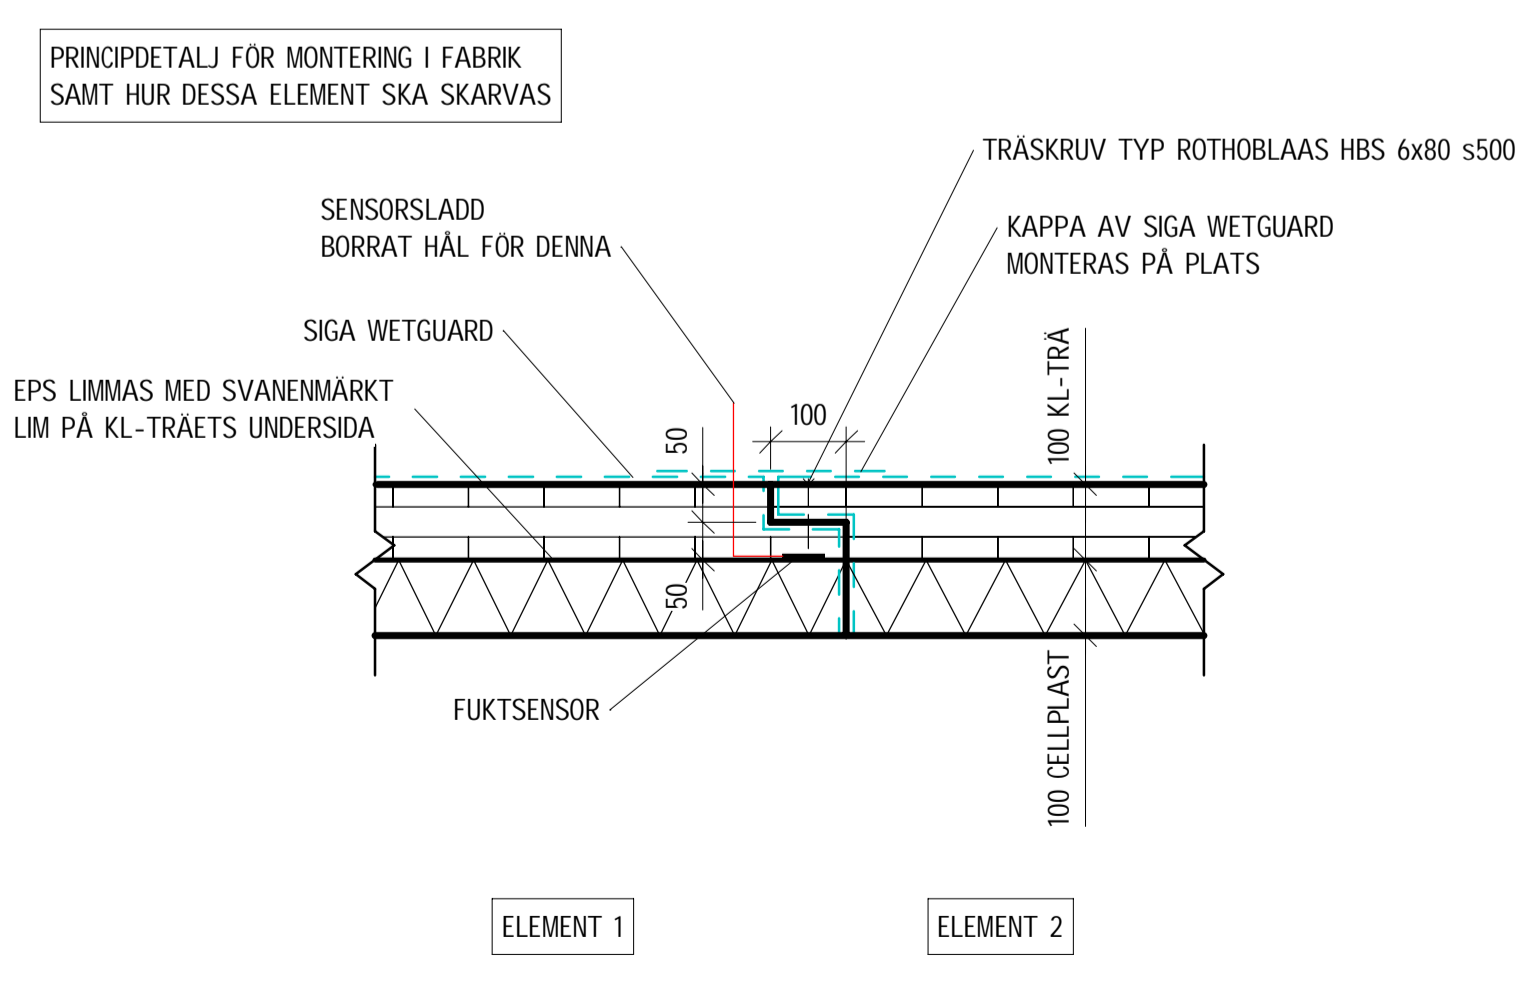 PRINCIPDETALJ FÖR MONTERING I FABRIK
SAMT HUR DESSA ELEMENT SKA SKARVAS
TRÄSKRUV TYP ROTHOBLAAS HBS 6x80 s500
SENSORSLADD
BORRAT HÅL FÖR DENNA
KAPPA AV SIGA WETGUARD
MONTERAS PÅ PLATS
SIGA WETGUARD
EPS LIMMAS MED SVANENMÄRKT
LIM PÅ KL-TRÄETS UNDERSIDA
100
50
50
100 KL-TRÄ
100 CELLPLAST
FUKTSENSOR
ELEMENT 1
ELEMENT 2